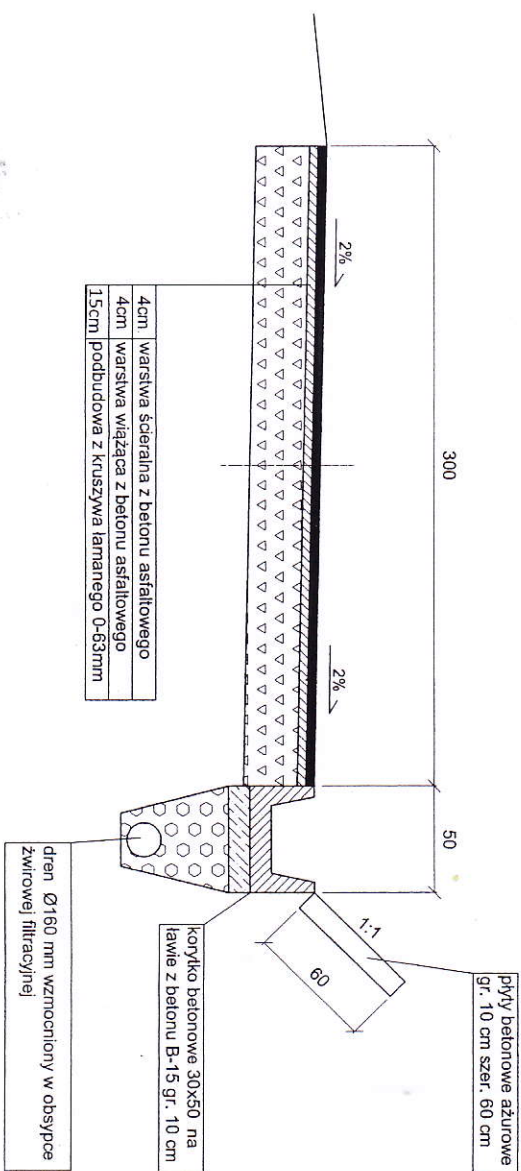 2%
300
2%
50
1:1
60
płyty betonowe ażurowe
gr. 10 cm szer. 60 cm
4cm warstwa ścieralna z betonu asfaltowego
4cm warstwa wiążąca z betonu asfaltowego
15cm podbudowa z kruszywa łamanego 0-63mm
korytko betonowe 30x50 na
ławie z betonu B-15 gr. 10 cm
dren Ø160 mm wzmocniony w obsypce
żwirowej filtracyjnej